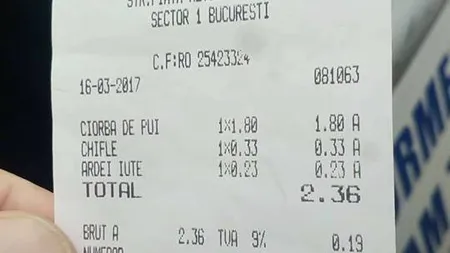 SECTOR 1 BUCURESTI
C.F:RO 25423324
16-03-2017 081063
CIORBA DE PUI 1x1.80 1.80 A
CHIFLE 1x0.33 0.33 A
ARDEI IUTE 1x0.23 0.23 A
TOTAL 2.36
BRUT A 2.36 TVA 9% 0.19